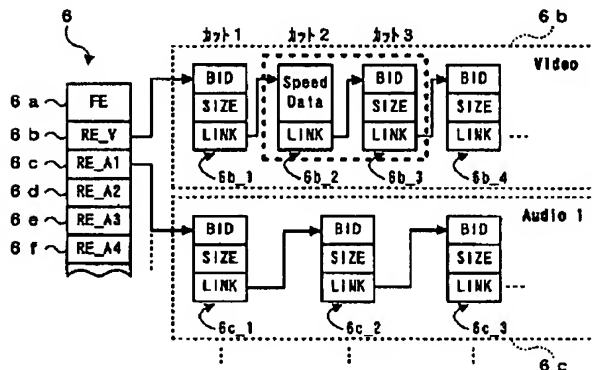 6
カット1 カット2 カット3
6b
Video
6a FE
6b RE_V
6c RE_A1
6d RE_A2
6e RE_A3
6f RE_A4
BID
SIZE
LINK
6b_1
Speed
Data
LINK
6b_2
BID
SIZE
LINK
6b_3
BID
SIZE
LINK
6b_4
Audio 1
BID
SIZE
LINK
6c_1
BID
SIZE
LINK
6c_2
BID
SIZE
LINK
6c_3
6c